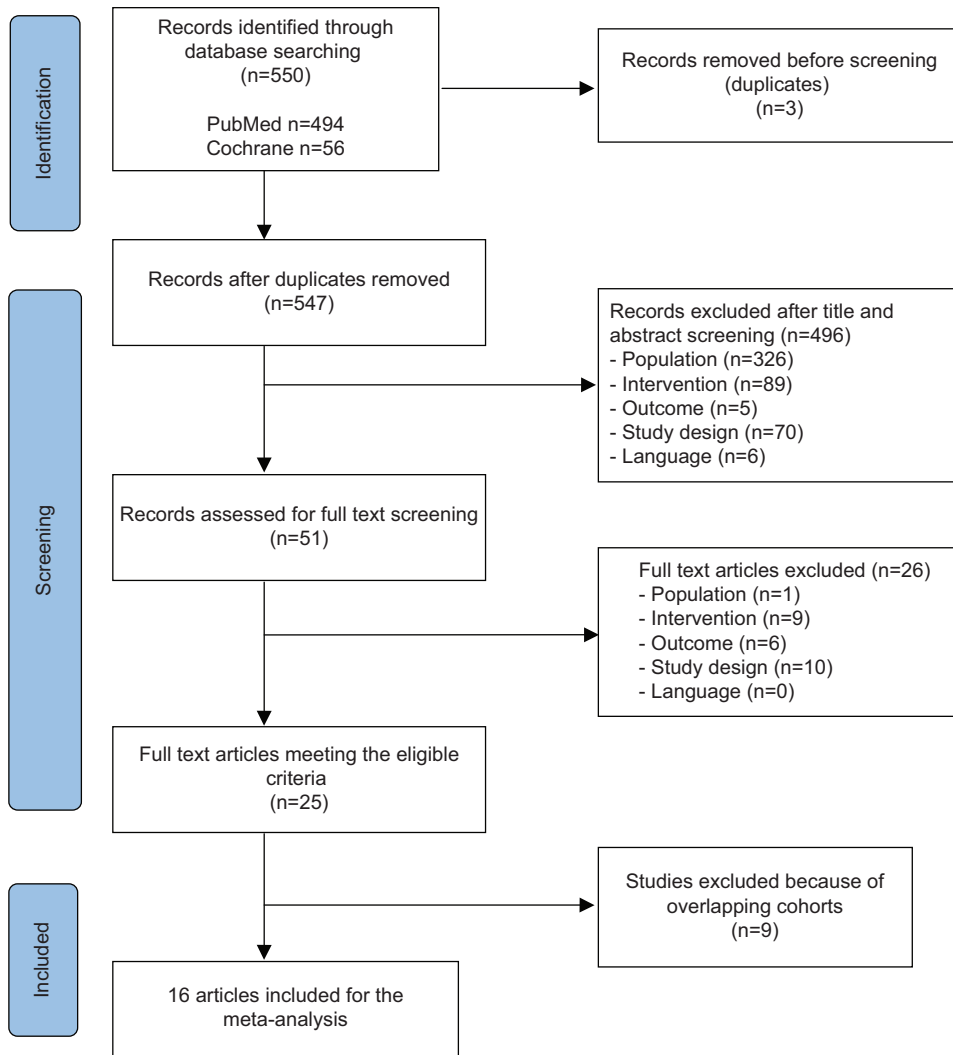 Identification
Records identified through
database searching
(n=550)
PubMed n=494
Cochrane n=56
Records removed before screening
(duplicates)
(n=3)
Screening
Records after duplicates removed
(n=547)
Records excluded after title and
abstract screening (n=496)
- Population (n=326)
- Intervention (n=89)
- Outcome (n=5)
- Study design (n=70)
- Language (n=6)
Records assessed for full text screening
(n=51)
Full text articles excluded (n=26)
- Population (n=1)
- Intervention (n=9)
- Outcome (n=6)
- Study design (n=10)
- Language (n=0)
Full text articles meeting the eligible
criteria
(n=25)
Included
Studies excluded because of
overlapping cohorts
(n=9)
16 articles included for the
meta-analysis